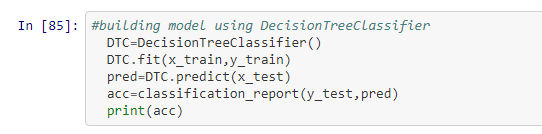 In [85]: #building model using DecisionTreeClassifier
DTC=DecisionTreeClassifier()
DTC.fit(x_train,y_train)
pred=DTC.predict(x_test)
acc=classification_report(y_test,pred)
print(acc)